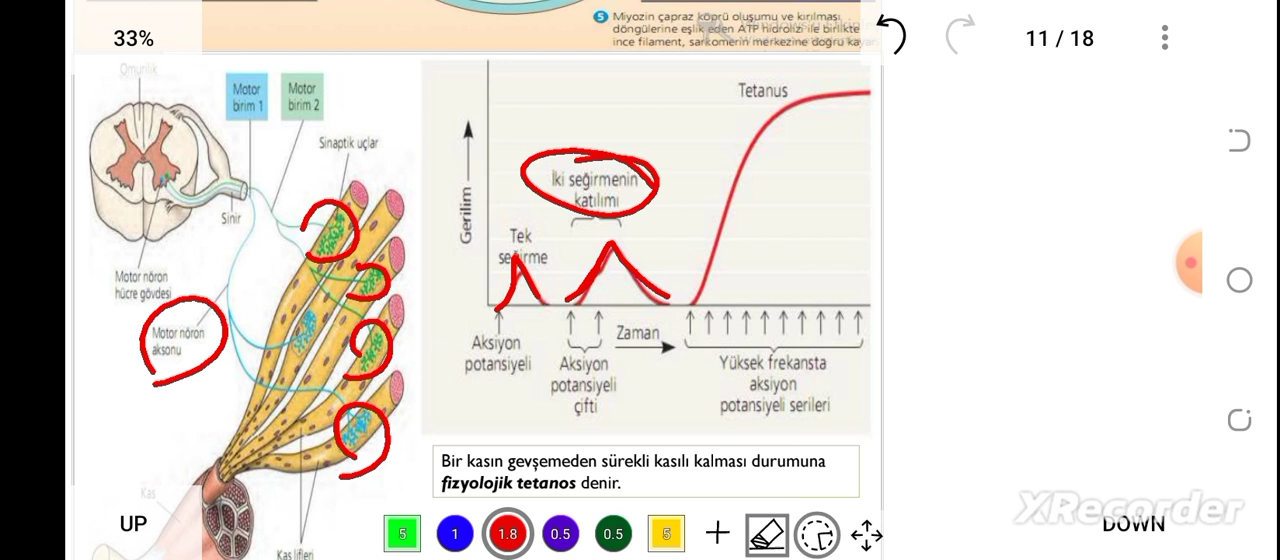 33%
5 Miyozin çapraz köprü oluşumu ve kırılması,
döngülerine eşlik eden ATP hidrolizi ile birlikte
ince filament, sarkomerin merkezine doğru kayar.
11 / 18
Omurilik
Motor
birim 1
Motor
birim 2
Sinaptik uçlar
Sinir
Motor nöron
hücre gövdesi
Motor nöron
aksonu
Kas
Kas lifleri
Gerilim
Tetanus
İki seğirmenin
katılımı
Tek
seğirme
Zaman
Aksiyon
potansiyeli
Aksiyon
potansiyeli
çifti
Yüksek frekansta
aksiyon
potansiyeli serileri
Bir kasın gevşemeden sürekli kasılı kalması durumuna
fizyolojik tetanos denir.
UP
5
1
1.8
0.5
0.5
5
XRecorder
DOWN